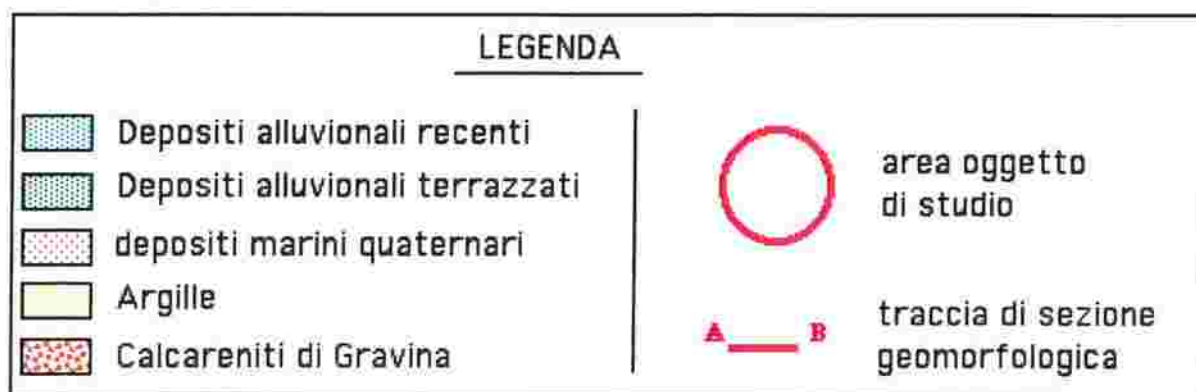 LEGENDA
Depositi alluvionali recenti
Depositi alluvionali terrazzati
depositi marini quaternari
Argille
Calcareniti di Gravina
area oggetto
di studio
A B
traccia di sezione
geomorfologica